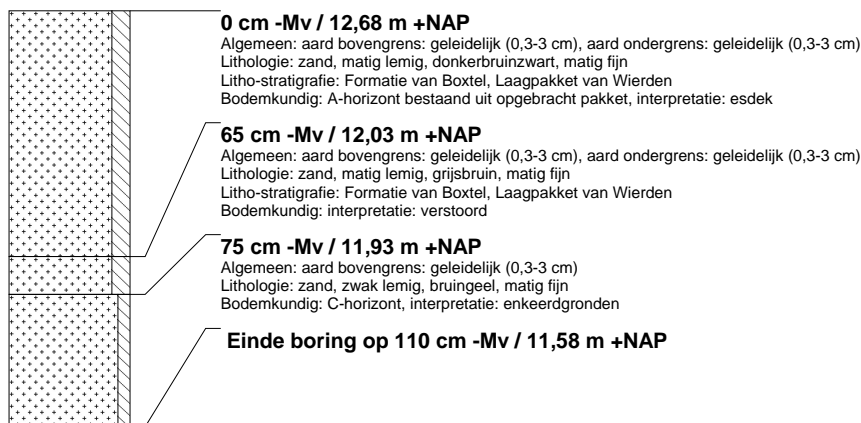 0 cm -Mv / 12,68 m +NAP
Algemeen: aard bovengrens: geleidelijk (0,3-3 cm), aard ondergrens: geleidelijk (0,3-3 cm)
Lithologie: zand, matig lemig, donkerbruinzwart, matig fijn
Litho-stratigrafie: Formatie van Boxtel, Laagpakket van Wierden
Bodemkundig: A-horizont bestaand uit opgebracht pakket, interpretatie: esdek
65 cm -Mv / 12,03 m +NAP
Algemeen: aard bovengrens: geleidelijk (0,3-3 cm), aard ondergrens: geleidelijk (0,3-3 cm)
Lithologie: zand, matig lemig, grijsbruin, matig fijn
Litho-stratigrafie: Formatie van Boxtel, Laagpakket van Wierden
Bodemkundig: interpretatie: verstoord
75 cm -Mv / 11,93 m +NAP
Algemeen: aard bovengrens: geleidelijk (0,3-3 cm)
Lithologie: zand, zwak lemig, bruingeel, matig fijn
Bodemkundig: C-horizont, interpretatie: enkeerdgronden
Einde boring op 110 cm -Mv / 11,58 m +NAP